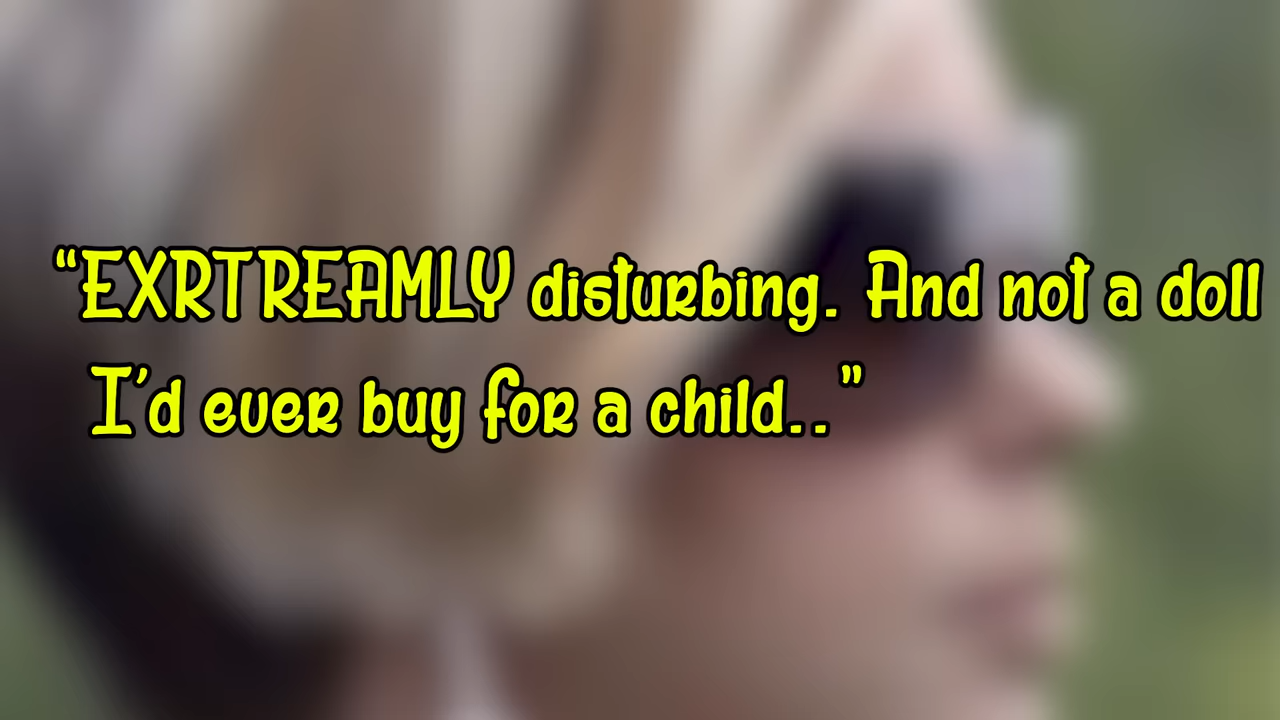 “EXRTREAMLY disturbing. And not a doll
I’d ever buy for a child..”